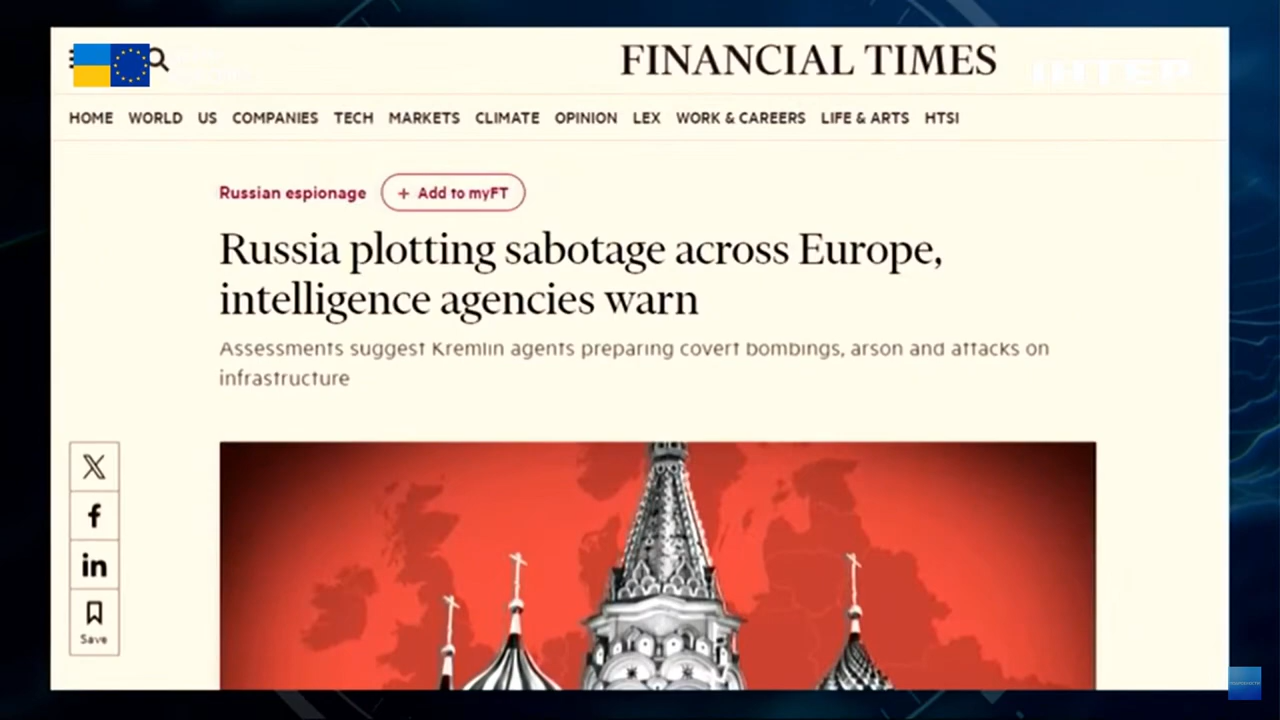 FINANCIAL TIMES
ІНТЕР
HOME WORLD US COMPANIES TECH MARKETS CLIMATE OPINION LEX WORK & CAREERS LIFE & ARTS HTSI
Russian espionage
+ Add to myFT
Russia plotting sabotage across Europe,
intelligence agencies warn
Assessments suggest Kremlin agents preparing covert bombings, arson and attacks on
infrastructure
Save